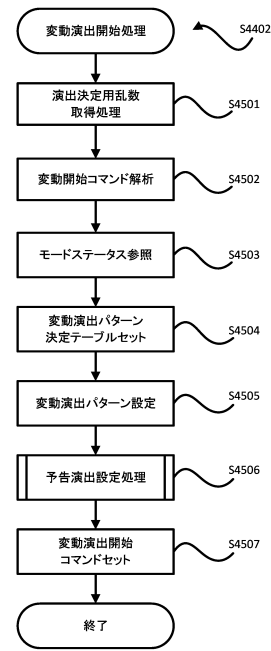 変動演出開始処理
S4402
演出決定用乱数
取得処理
S4501
変動開始コマンド解析
S4502
モードステータス参照
S4503
変動演出パターン
決定テーブルセット
S4504
変動演出パターン設定
S4505
予告演出設定処理
S4506
変動演出開始
コマンドセット
S4507
終了